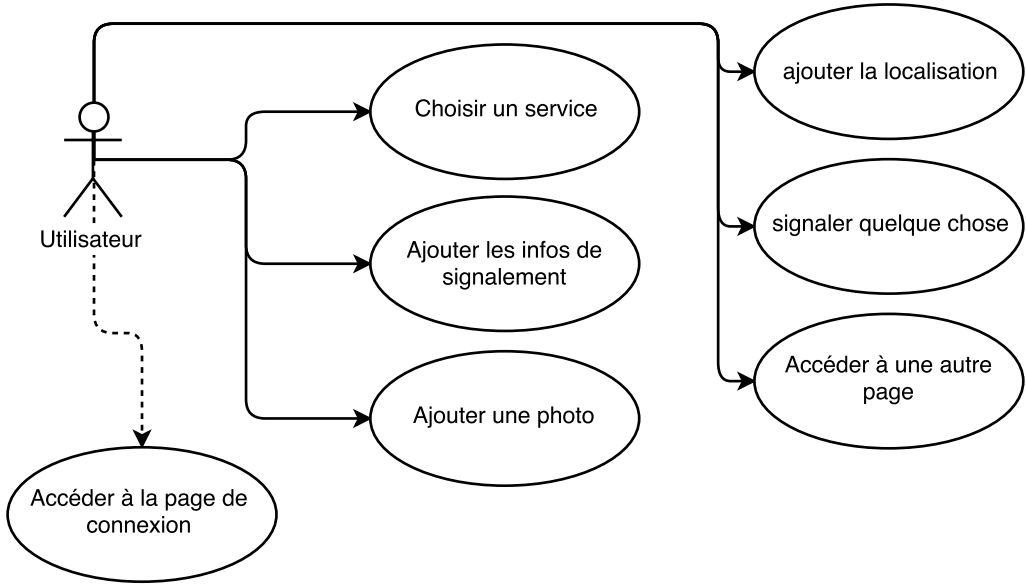 ajouter la localisation
Choisir un service
signaler quelque chose
Utilisateur
Ajouter les infos de
signalement
Accéder à une autre
page
Ajouter une photo
Accéder à la page de
connexion